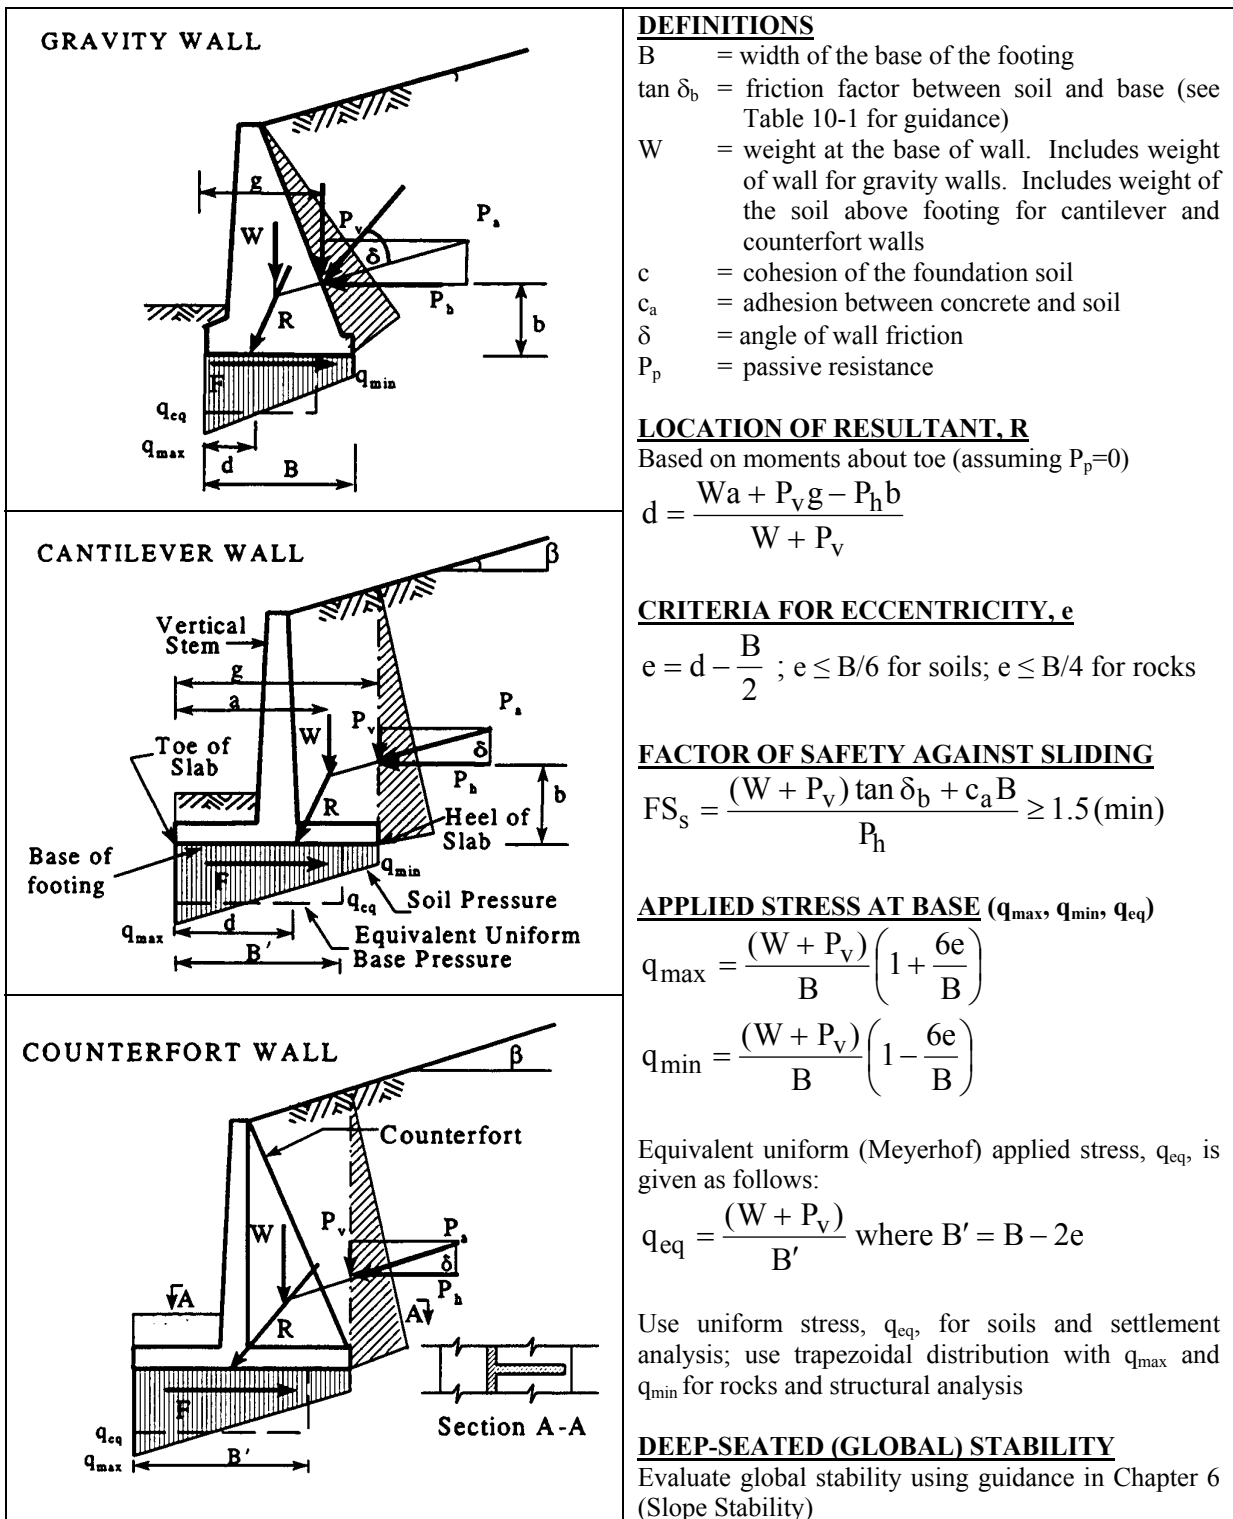 GRAVITY WALL
g
P_v
P_a
W
δ
P_h
R
b
F
q_min
q_eq
q_max
d
B
CANTILEVER WALL
β
Vertical
Stem
g
a
P_a
P_v
W
δ
Toe of
Slab
P_h
b
R
Heel of
Slab
Base of
footing
q_min
F
Soil Pressure
q_eq
q_max
d
Equivalent Uniform
Base Pressure
B′
COUNTERFORT WALL
β
Counterfort
P_v
P_a
W
δ
P_h
A
A
R
F
Section A-A
q_eq
q_max
B′
DEFINITIONS
B = width of the base of the footing
tan δ_b = friction factor between soil and base (see
Table 10-1 for guidance)
W = weight at the base of wall. Includes weight
of wall for gravity walls. Includes weight of
the soil above footing for cantilever and
counterfort walls
c = cohesion of the foundation soil
c_a = adhesion between concrete and soil
δ = angle of wall friction
P_p = passive resistance
LOCATION OF RESULTANT, R
Based on moments about toe (assuming P_p=0)
d = (Wa + P_v g − P_h b) / (W + P_v)
CRITERIA FOR ECCENTRICITY, e
e = d − B/2 ; e ≤ B/6 for soils; e ≤ B/4 for rocks
FACTOR OF SAFETY AGAINST SLIDING
FS_s = ((W + P_v) tan δ_b + c_a B) / P_h ≥ 1.5 (min)
APPLIED STRESS AT BASE (q_max, q_min, q_eq)
q_max = (W + P_v) / B (1 + 6e/B)
q_min = (W + P_v) / B (1 − 6e/B)
Equivalent uniform (Meyerhof) applied stress, q_eq, is
given as follows:
q_eq = (W + P_v) / B′ where B′ = B − 2e
Use uniform stress, q_eq, for soils and settlement
analysis; use trapezoidal distribution with q_max and
q_min for rocks and structural analysis
DEEP-SEATED (GLOBAL) STABILITY
Evaluate global stability using guidance in Chapter 6
(Slope Stability)